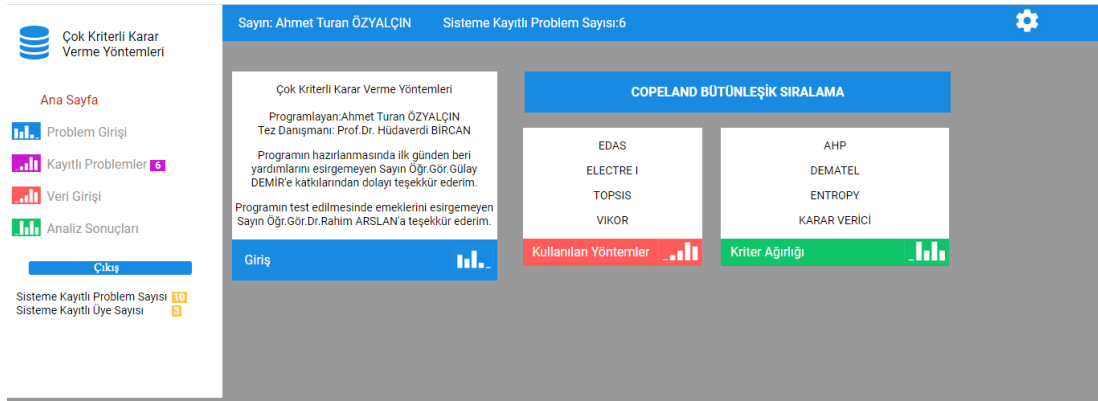 Çok Kriterli Karar
Verme Yöntemleri
Ana Sayfa
Problem Girişi
Kayıtlı Problemler 6
Veri Girişi
Analiz Sonuçları
Çıkış
Sisteme Kayıtlı Problem Sayısı 10
Sisteme Kayıtlı Üye Sayısı 3
Sayın: Ahmet Turan ÖZYALÇIN Sisteme Kayıtlı Problem Sayısı:6
Çok Kriterli Karar Verme Yöntemleri
Programlayan:Ahmet Turan ÖZYALÇIN
Tez Danışmanı: Prof.Dr. Hüdaverdi BİRCAN
Programın hazırlanmasında ilk günden beri
yardımlarını esirgemeyen Sayın Öğr.Gör.Gülay
DEMİR'e katkılarından dolayı teşekkür ederim.
Programın test edilmesinde emeklerini esirgemeyen
Sayın Öğr.Gör.Dr.Rahim ARSLAN'a teşekkür ederim.
Giriş
COPELAND BÜTÜNLEŞİK SIRALAMA
EDAS
ELECTRE I
TOPSIS
VIKOR
Kullanılan Yöntemler
AHP
DEMATEL
ENTROPY
KARAR VERİCİ
Kriter Ağırlığı